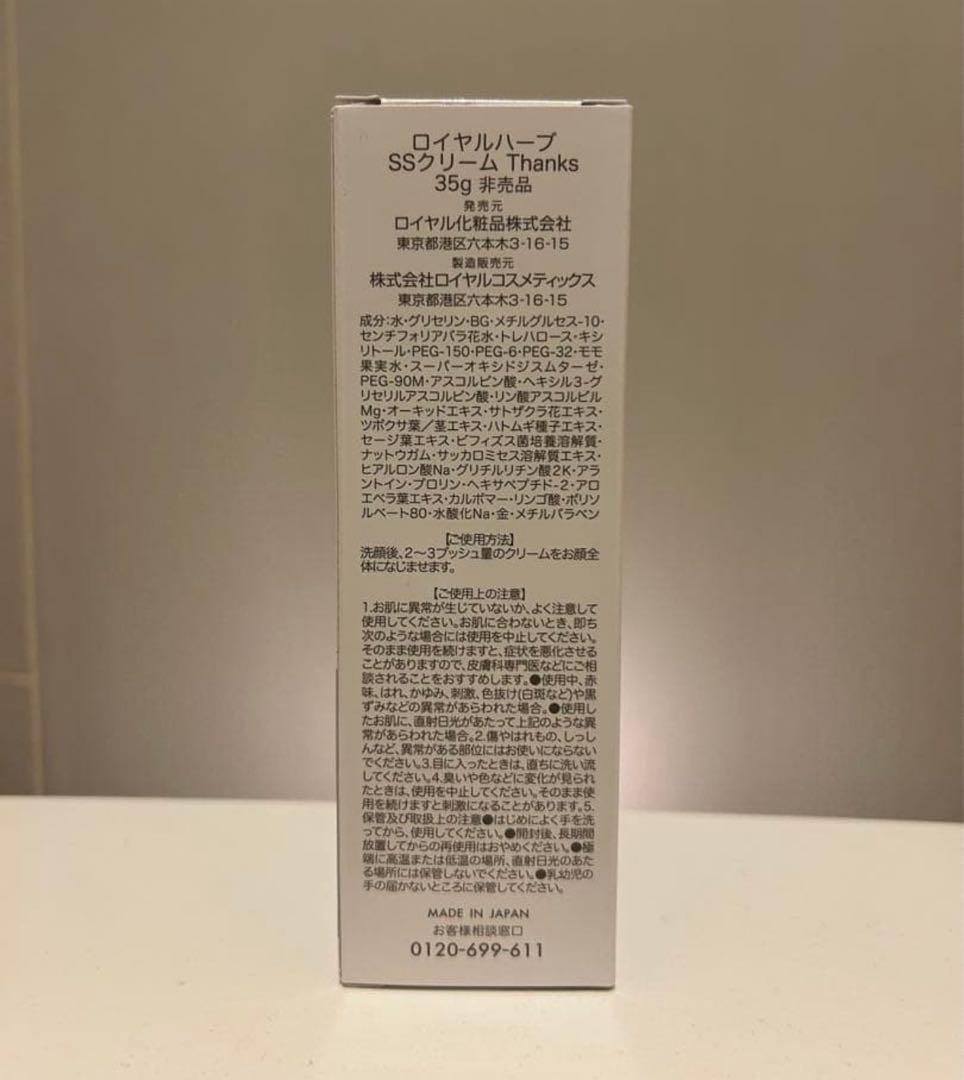 ロイヤルハーブ
SSクリーム Thanks
35g 非売品
発売元
ロイヤル化粧品株式会社
東京都港区六本木3-16-15
製造販売元
株式会社ロイヤルコスメティックス
東京都港区六本木3-16-15
成分:水・グリセリン・BG・メチルグルセス-10・
センチフォリアバラ花水・トレハロース・キシ
リトール・PEG-150・PEG-6・PEG-32・モモ
果実水・スーパーオキシドジスムターゼ・
PEG-90M・アスコルビン酸・ヘキシル3-グ
リセリルアスコルビン酸・リン酸アスコルビル
Mg・オーキッドエキス・サトザクラ花エキス・
ツボクサ葉/茎エキス・ハトムギ種子エキス・
セージ葉エキス・ビフィズス菌培養溶解質・
ナットウガム・サッカロミセス溶解質エキス・
ヒアルロン酸Na・グリチルリチン酸2K・アラ
ントイン・プロリン・ヘキサペプチド-2・アロ
エベラ葉エキス・カルボマー・リンゴ酸・ポリソ
ルベート80・水酸化Na・金・メチルパラベン
【ご使用方法】
洗顔後、2〜3プッシュ量のクリームをお顔全
体になじませます。
【ご使用上の注意】
1.お肌に異常が生じていないか、よく注意して
使用してください。お肌に合わないとき、即ち
次のような場合には使用を中止してください。
そのまま使用を続けますと、症状を悪化させる
ことがありますので、皮膚科専門医などにご相
談されることをおすすめします。●使用中、赤
味、はれ、かゆみ、刺激、色抜け(白斑など)や黒
ずみなどの異常があらわれた場合。●使用し
たお肌に、直射日光があたって上記のような異
常があらわれた場合。2.傷やはれもの、しっし
んなど、異常がある部位にはお使いにならない
でください。3.目に入ったときは、直ちに洗い流
してください。4.臭いや色などに変化が見られ
たときは、使用を中止してください。そのまま使
用を続けますと刺激になることがあります。5.
保管及び取扱上の注意●はじめによく手を洗
ってから、使用してください。●開封後、長期間
放置してからの再使用はおやめください。●極
端に高温または低温の場所、直射日光のあた
る場所には保管しないでください。●乳幼児の
手の届かないところに保管してください。
MADE IN JAPAN
お客様相談窓口
0120-699-611